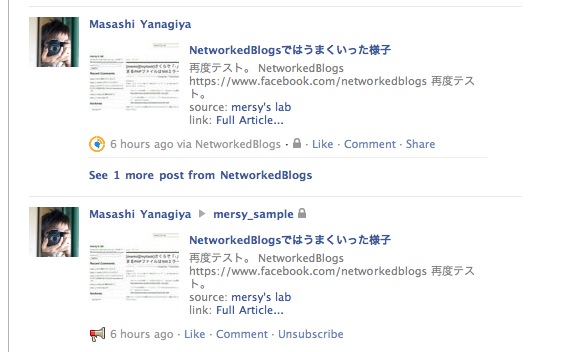 Masashi Yanagiya
NetworkedBlogsではうまくいった様子
再度テスト。 NetworkedBlogs
https://www.facebook.com/networkedblogs 再度テス
ト。
source: mersy's lab
link: Full Article...
6 hours ago via NetworkedBlogs · Like · Comment · Share
See 1 more post from NetworkedBlogs
Masashi Yanagiya mersy_sample
NetworkedBlogsではうまくいった様子
再度テスト。 NetworkedBlogs
https://www.facebook.com/networkedblogs 再度テス
ト。
source: mersy's lab
link: Full Article...
6 hours ago · Like · Comment · Unsubscribe